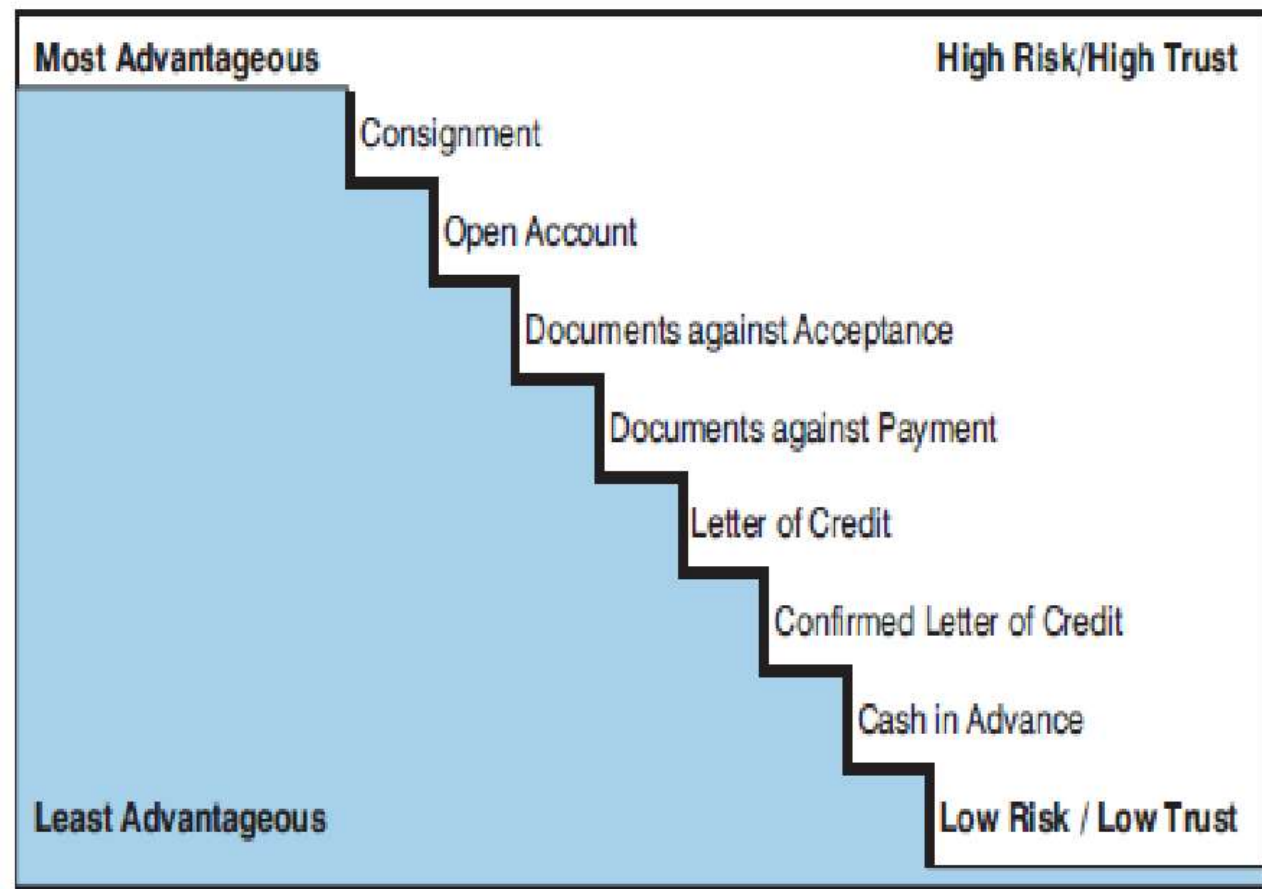 Most Advantageous
High Risk/High Trust
Consignment
Open Account
Documents against Acceptance
Documents against Payment
Letter of Credit
Confirmed Letter of Credit
Cash in Advance
Least Advantageous
Low Risk / Low Trust